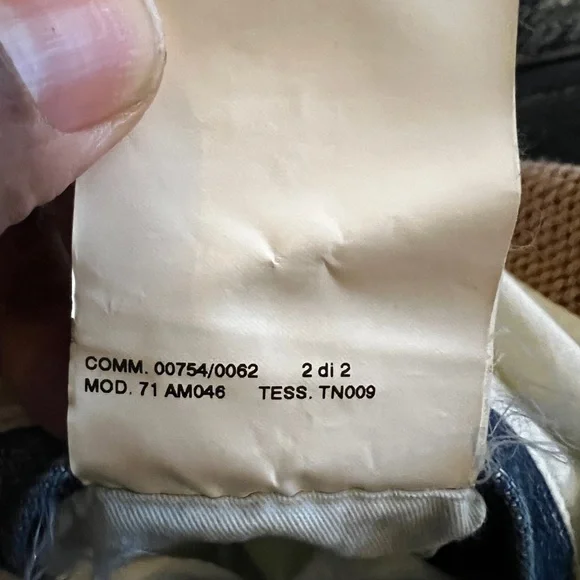 COMM. 00754/0062 2 di 2
MOD. 71 AM046 TESS. TN009